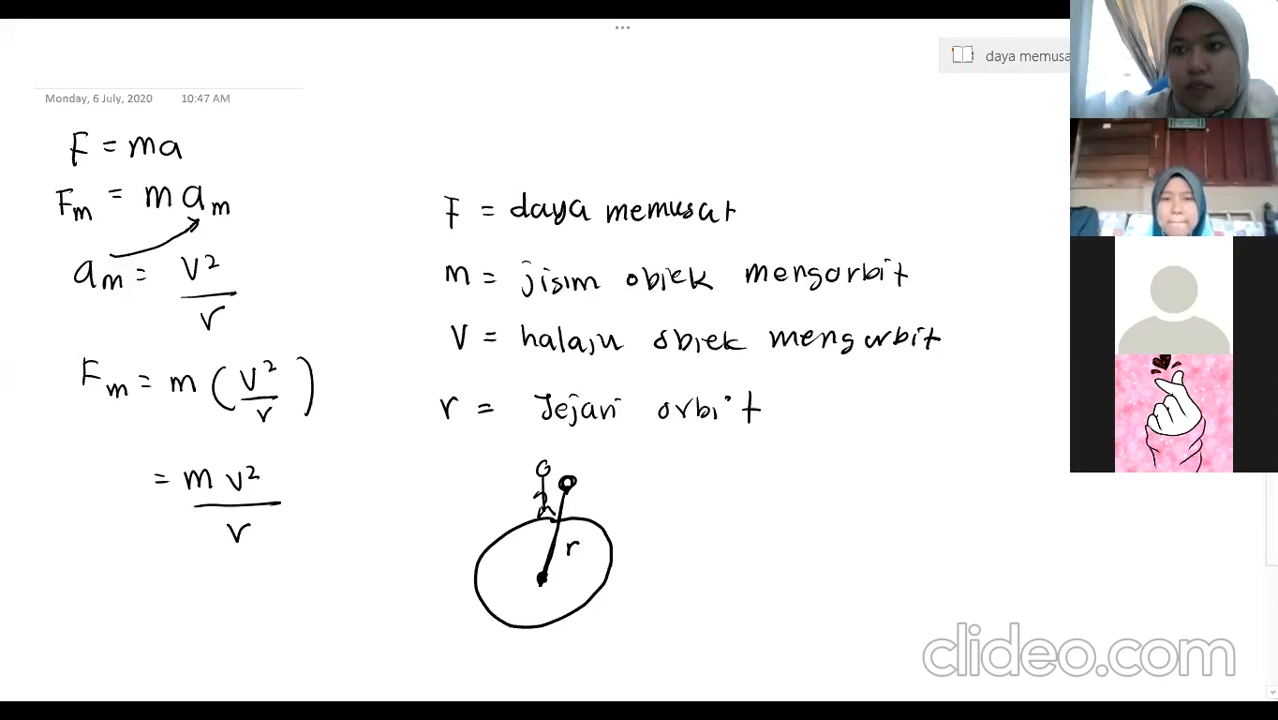 daya memusa
Monday, 6 July, 2020 10:47 AM
F = ma
Fm = m am
am = v²/r
Fm = m (v²/r)
= m v²/r
F = daya memusat
m = jisim objek mengorbit
v = halaju objek mengorbit
r = Jejari orbit
r
clideo.com